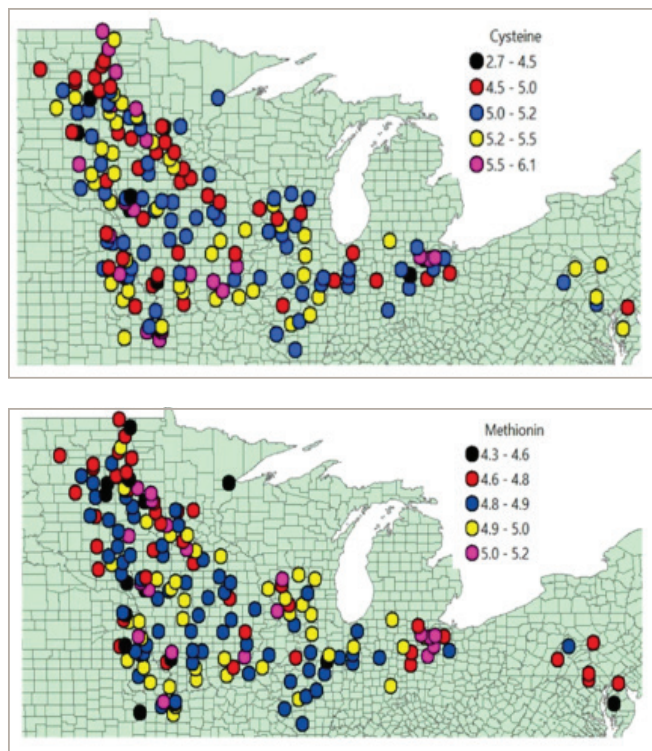 Cysteine
2.7 - 4.5
4.5 - 5.0
5.0 - 5.2
5.2 - 5.5
5.5 - 6.1
Methionin
4.3 - 4.6
4.6 - 4.8
4.8 - 4.9
4.9 - 5.0
5.0 - 5.2